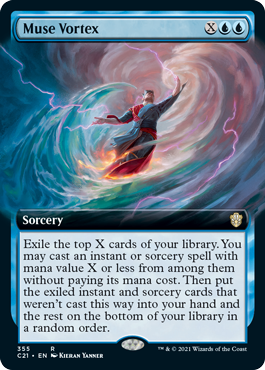 Muse Vortex X
Sorcery
Exile the top X cards of your library. You
may cast an instant or sorcery spell with
mana value X or less from among them
without paying its mana cost. Then put
the exiled instant and sorcery cards that
weren't cast this way into your hand and
the rest on the bottom of your library in
a random order.
355 R
C21 • EN KIERAN YANNER ™ & © 2021 Wizards of the Coast